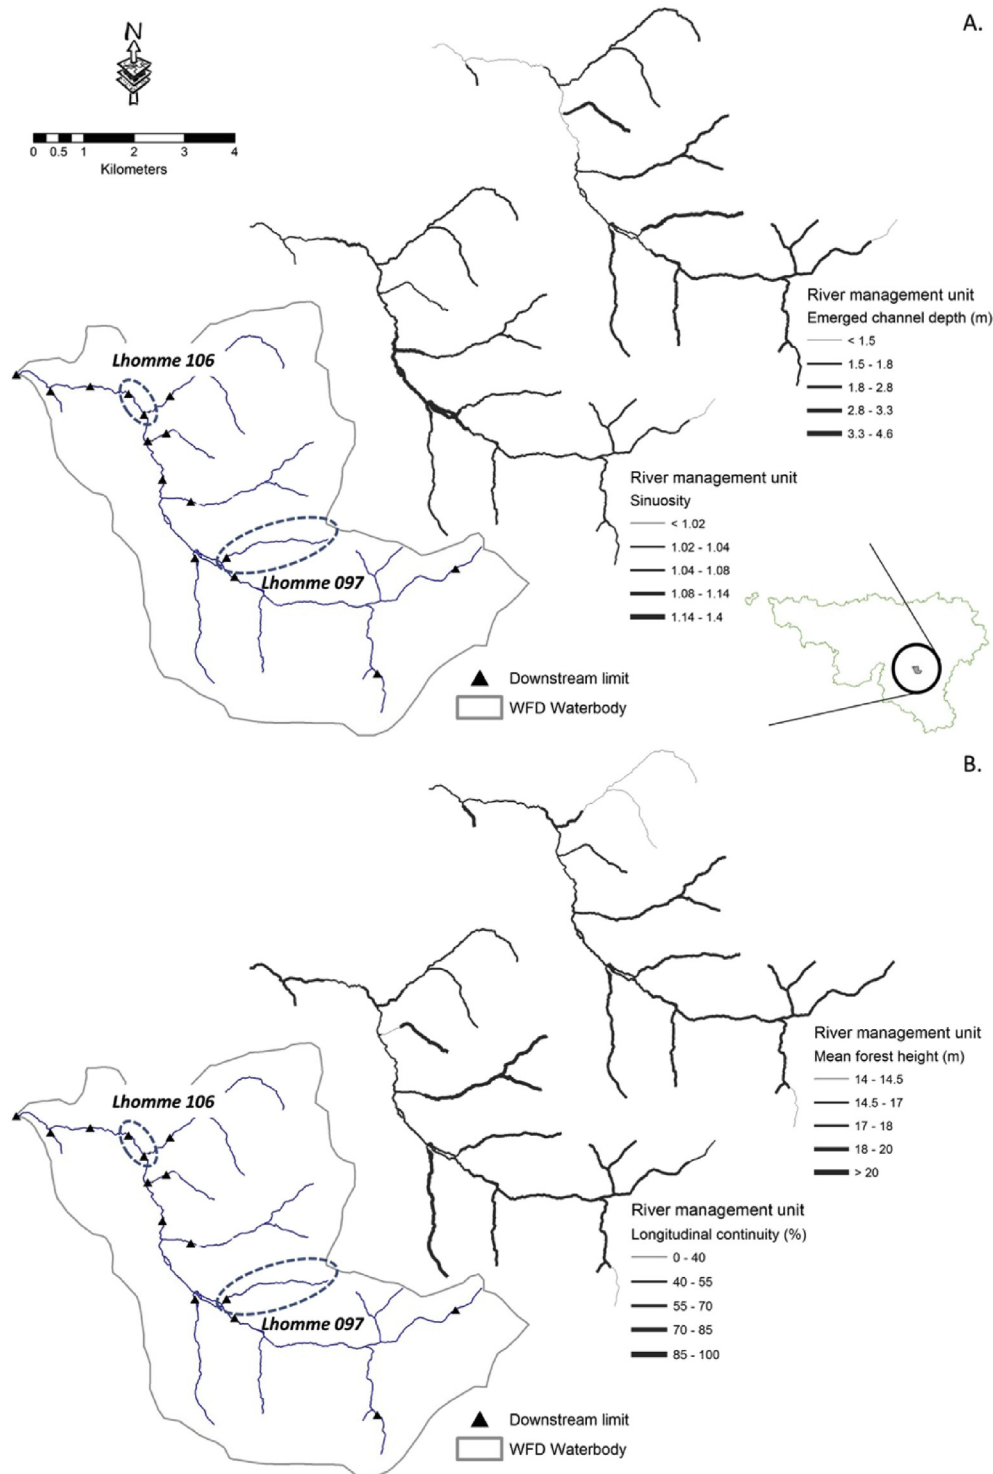 A.
N
0 0.5 1 2 3 4
Kilometers
River management unit
Emerged channel depth (m)
< 1.5
1.5 - 1.8
1.8 - 2.8
2.8 - 3.3
3.3 - 4.6
Lhomme 106
River management unit
Sinuosity
< 1.02
1.02 - 1.04
1.04 - 1.08
1.08 - 1.14
1.14 - 1.4
Lhomme 097
Downstream limit
WFD Waterbody
B.
River management unit
Mean forest height (m)
14 - 14.5
14.5 - 17
17 - 18
18 - 20
> 20
Lhomme 106
River management unit
Longitudinal continuity (%)
0 - 40
40 - 55
55 - 70
70 - 85
85 - 100
Lhomme 097
Downstream limit
WFD Waterbody